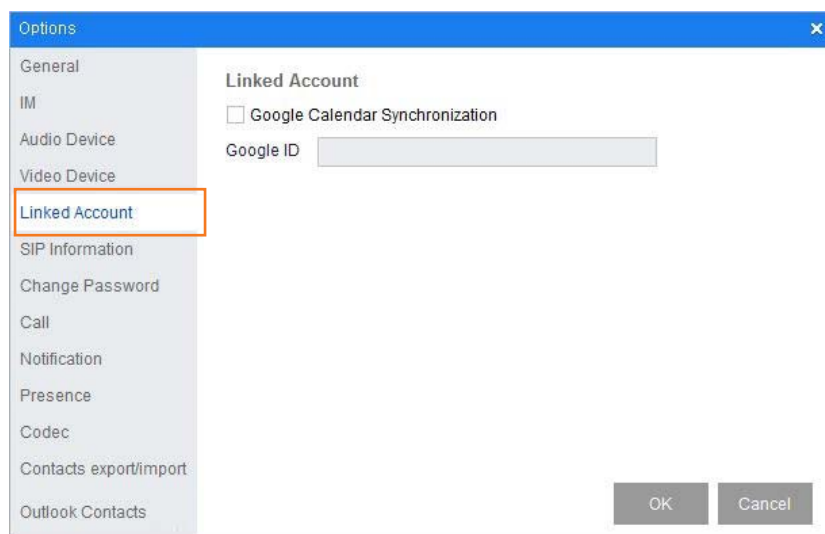 Options
General
IM
Audio Device
Video Device
Linked Account
SIP Information
Change Password
Call
Notification
Presence
Codec
Contacts export/import
Outlook Contacts
Linked Account
Google Calendar Synchronization
Google ID
OK
Cancel